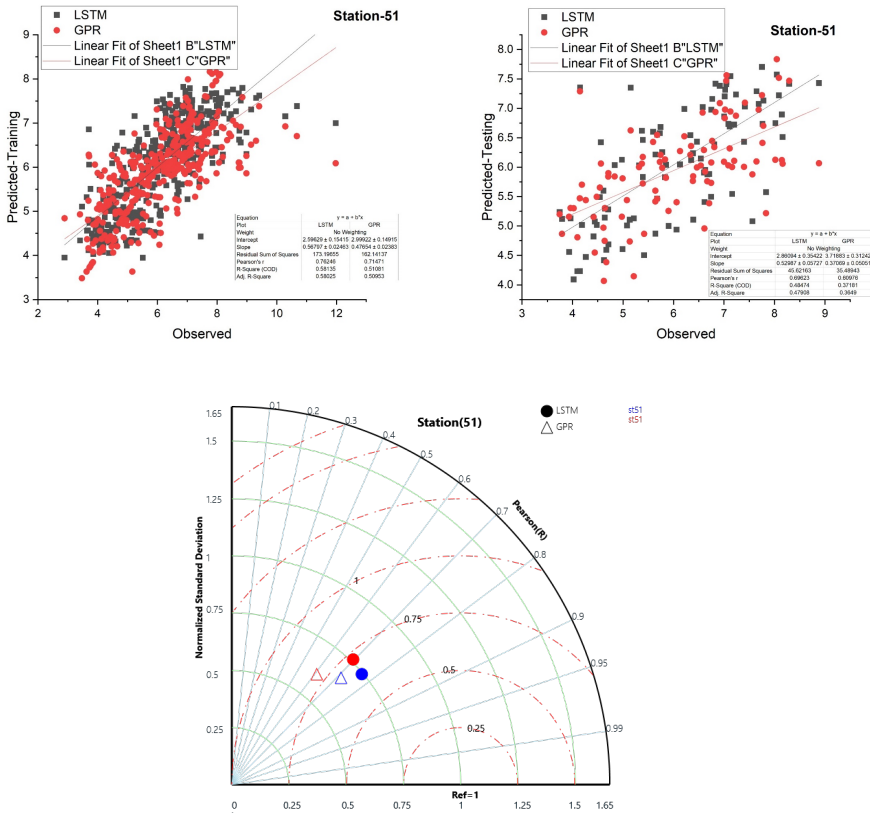 LSTM
GPR
Linear Fit of Sheet1 B"LSTM"
Linear Fit of Sheet1 C"GPR"
Station-51
9
8
7
6
5
4
3
Predicted-Training
2 4 6 8 10 12 14
Observed
Equation y = a + b*x
Plot LSTM GPR
Weight No Weighting
Intercept 2.59629 ± 0.15415 2.99922 ± 0.14915
Slope 0.56797 ± 0.02463 0.47654 ± 0.02383
Residual Sum of Squares 173.19655 162.14137
Pearson's r 0.76246 0.71471
R-Square (COD) 0.58135 0.51081
Adj. R-Square 0.58025 0.50953
LSTM
GPR
Linear Fit of Sheet1 B"LSTM"
Linear Fit of Sheet1 C"GPR"
Station-51
8.0
7.5
7.0
6.5
6.0
5.5
5.0
4.5
4.0
Predicted-Testing
3 4 5 6 7 8 9
Observed
Equation y = a + b*x
Plot LSTM GPR
Weight No Weighting
Intercept 2.86094 ± 0.35422 3.71883 ± 0.31242
Slope 0.52987 ± 0.05727 0.37069 ± 0.05051
Residual Sum of Squares 45.62163 35.48943
Pearson's r 0.69623 0.60976
R-Square (COD) 0.48474 0.37181
Adj. R-Square 0.47908 0.3649
Station(51)
LSTM st51
GPR st51
Pearson(R)
0.1 0.2 0.3 0.4 0.5 0.6 0.7 0.8 0.9 0.95 0.99
Normalized Standard Deviation
1.65
1.5
1.25
1
0.75
0.5
0.25
1
0.75
0.5
0.25
Ref=1
0 0.25 0.5 0.75 1 1.25 1.5 1.65